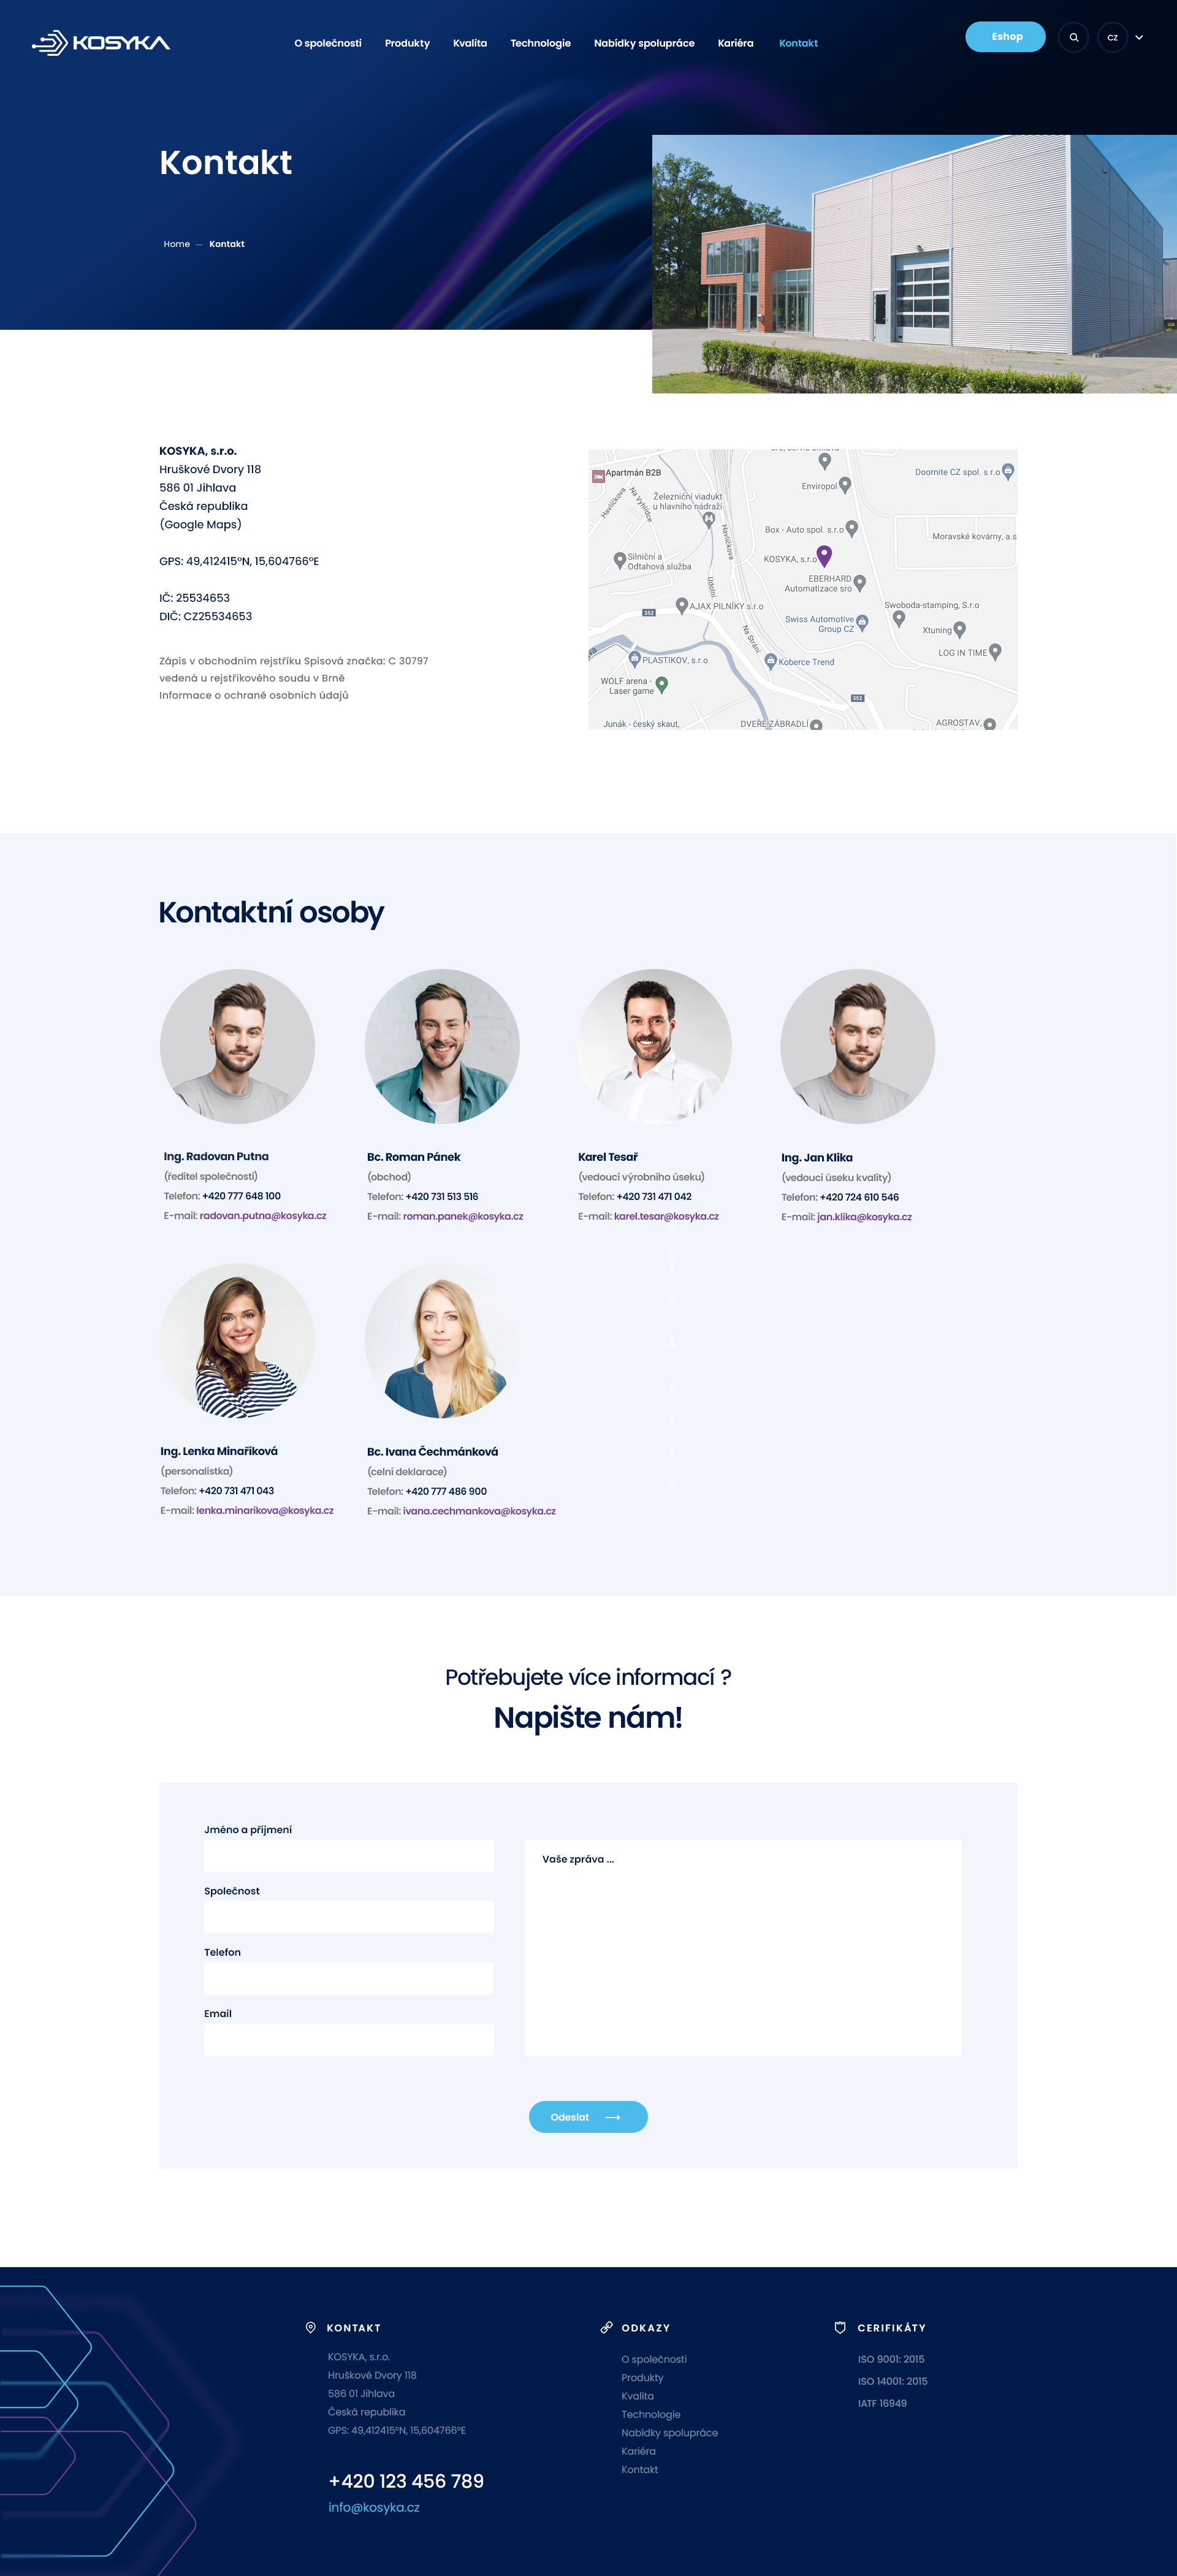 KOSYKA
O společnosti
Produkty
Kvalita
Technologie
Nabídky spolupráce
Kariéra
Kontakt
Eshop
CZ
Kontakt
Home — Kontakt
KOSYKA, s.r.o.
Hruškové Dvory 118
586 01 Jihlava
Česká republika
(Google Maps)
GPS: 49,412415ºN, 15,604766ºE
IČ: 25534653
DIČ: CZ25534653
Zápis v obchodním rejstříku Spisová značka: C 30797
vedená u rejstříkového soudu v Brně
Informace o ochraně osobních údajů
Apartmán B2B
Doornite CZ spol. s r.o
Enviropol
Havlíčkova
Na Vyhlídce
Železniční viadukt
u hlavního nádraží
Havlíčkova
Box - Auto spol. s r.o
Moravské kovárny, a.s
KOSYKA, s.r.o
Silniční a
Odtahová služba
EBERHARD
Automatizace sro
Údolní
352
AJAX PILNÍKY s.r.o
Swoboda-stamping, S.r.o
Swiss Automotive
Group CZ
Xtuning
Na Stráni
LOG IN TIME
PLASTIKOV, s.r.o
Koberce Trend
WOLF arena -
Laser game
352
Junák - český skaut,
DVEŘE ZÁBRADLÍ
AGROSTAV,
Kontaktní osoby
Ing. Radovan Putna
(ředitel společnosti)
Telefon: +420 777 648 100
E-mail: radovan.putna@kosyka.cz
Bc. Roman Pánek
(obchod)
Telefon: +420 731 513 516
E-mail: roman.panek@kosyka.cz
Karel Tesař
(vedoucí výrobního úseku)
Telefon: +420 731 471 042
E-mail: karel.tesar@kosyka.cz
Ing. Jan Klika
(vedoucí úseku kvality)
Telefon: +420 724 610 546
E-mail: jan.klika@kosyka.cz
Ing. Lenka Minaříková
(personalistka)
Telefon: +420 731 471 043
E-mail: lenka.minarikova@kosyka.cz
Bc. Ivana Čechmánková
(celní deklarace)
Telefon: +420 777 486 900
E-mail: ivana.cechmankova@kosyka.cz
Potřebujete více informací ?
Napište nám!
Jméno a příjmení
Společnost
Telefon
Email
Vaše zpráva ...
Odeslat
KONTAKT
KOSYKA, s.r.o.
Hruškové Dvory 118
586 01 Jihlava
Česká republika
GPS: 49,412415ºN, 15,604766ºE
+420 123 456 789
info@kosyka.cz
ODKAZY
O společnosti
Produkty
Kvalita
Technologie
Nabídky spolupráce
Kariéra
Kontakt
CERIFIKÁTY
ISO 9001: 2015
ISO 14001: 2015
IATF 16949